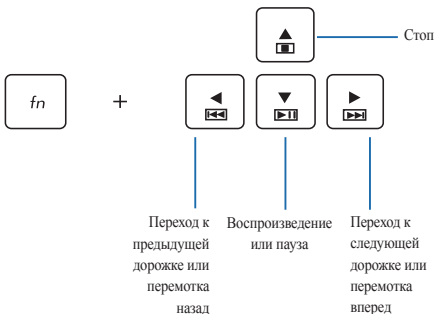 Стоп
fn
+
Переход к
предыдущей
дорожке или
перемотка
назад
Воспроизведение
или пауза
Переход к
следующей
дорожке или
перемотка
вперед